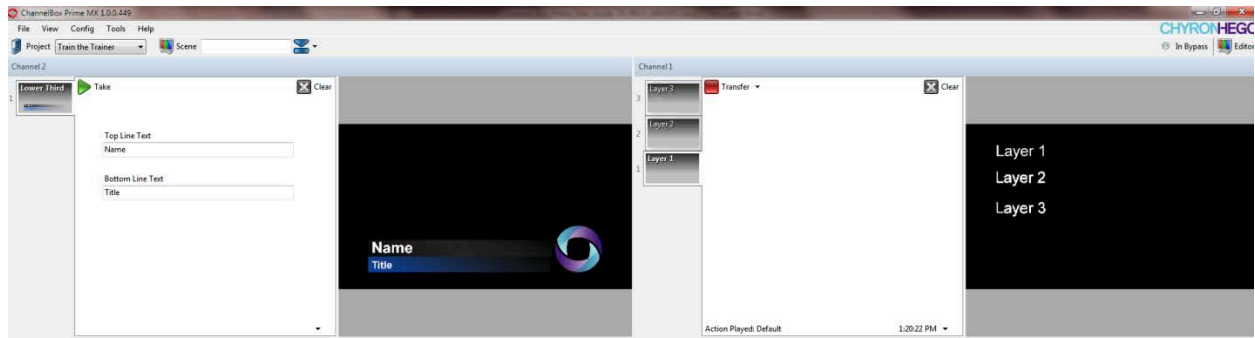 ChannelBox Prime MX 1.0.0.449
File View Config Tools Help
CHYRONHEGO
Project Train the Trainer Scene In Bypass Editor
Channel 2
Channel 1
Lower Third Take Clear
1
Top Line Text
Name
Bottom Line Text
Title
Name
Title
Layer 3 Transfer Clear
3
Layer 2
2
Layer 1
1
Layer 1
Layer 2
Layer 3
Action Played: Default 1:20:22 PM